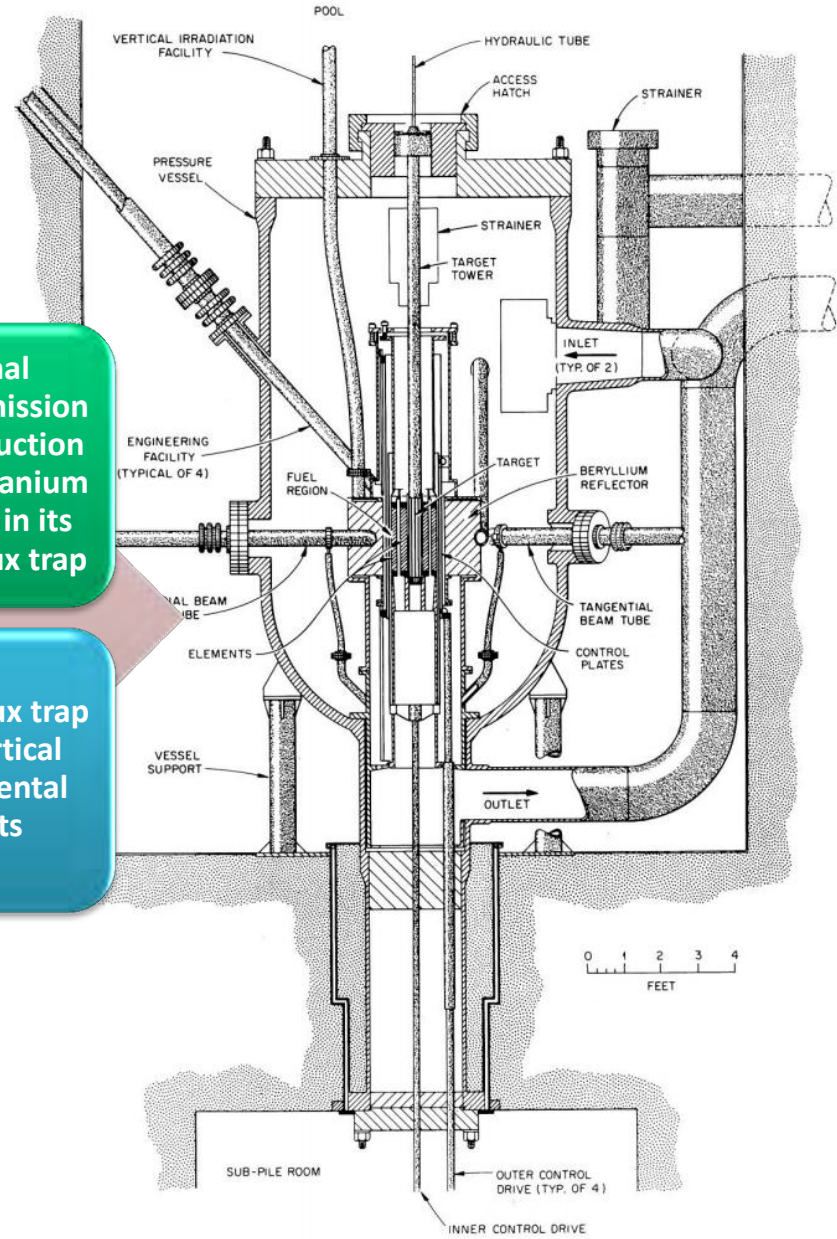 POOL
VERTICAL IRRADIATION
FACILITY
HYDRAULIC TUBE
ACCESS
HATCH
STRAINER
PRESSURE
VESSEL
STRAINER
TARGET
TOWER
INLET
(TYP. OF 2)
nal
mission
uction
anium
in its
ux trap
ENGINEERING
FACILITY
(TYPICAL OF 4)
FUEL
REGION
TARGET
BERYLLIUM
REFLECTOR
IAL BEAM
UBE
ELEMENTS
TANGENTIAL
BEAM TUBE
CONTROL
PLATES
ux trap
rtical
ental
ts
VESSEL
SUPPORT
OUTLET
0 1 2 3 4
FEET
SUB-PILE ROOM
OUTER CONTROL
DRIVE (TYP. OF 4)
INNER CONTROL DRIVE